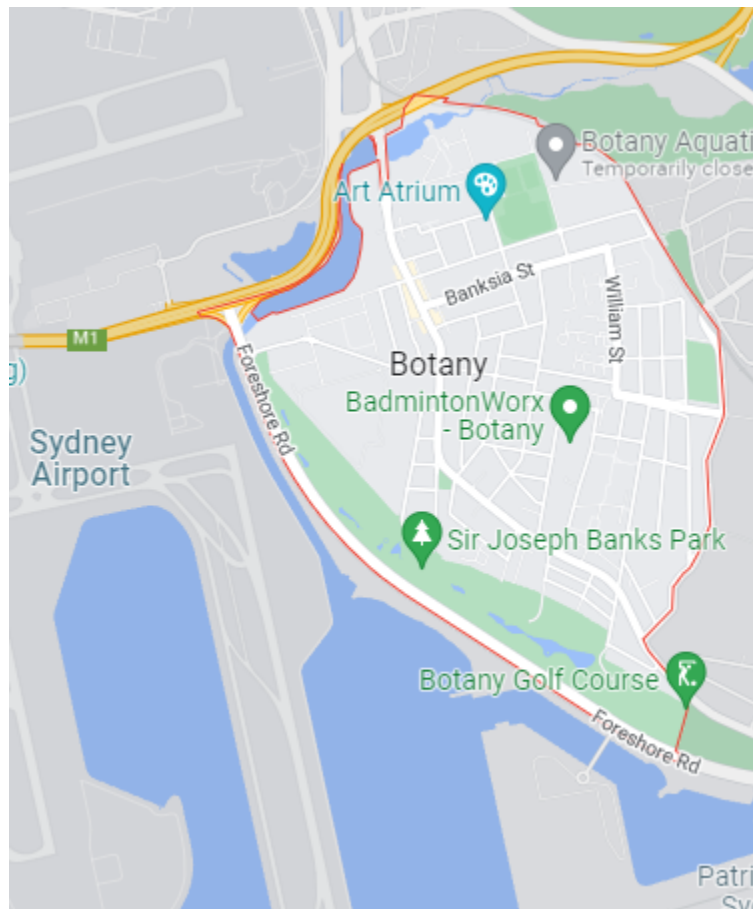 Botany Aquati
Temporarily close
Art Atrium
Banksia St
William St
M1
Foreshore Rd
g)
Botany
BadmintonWorx
- Botany
Sydney
Airport
Sir Joseph Banks Park
Botany Golf Course
Foreshore Rd
Patri
Sy